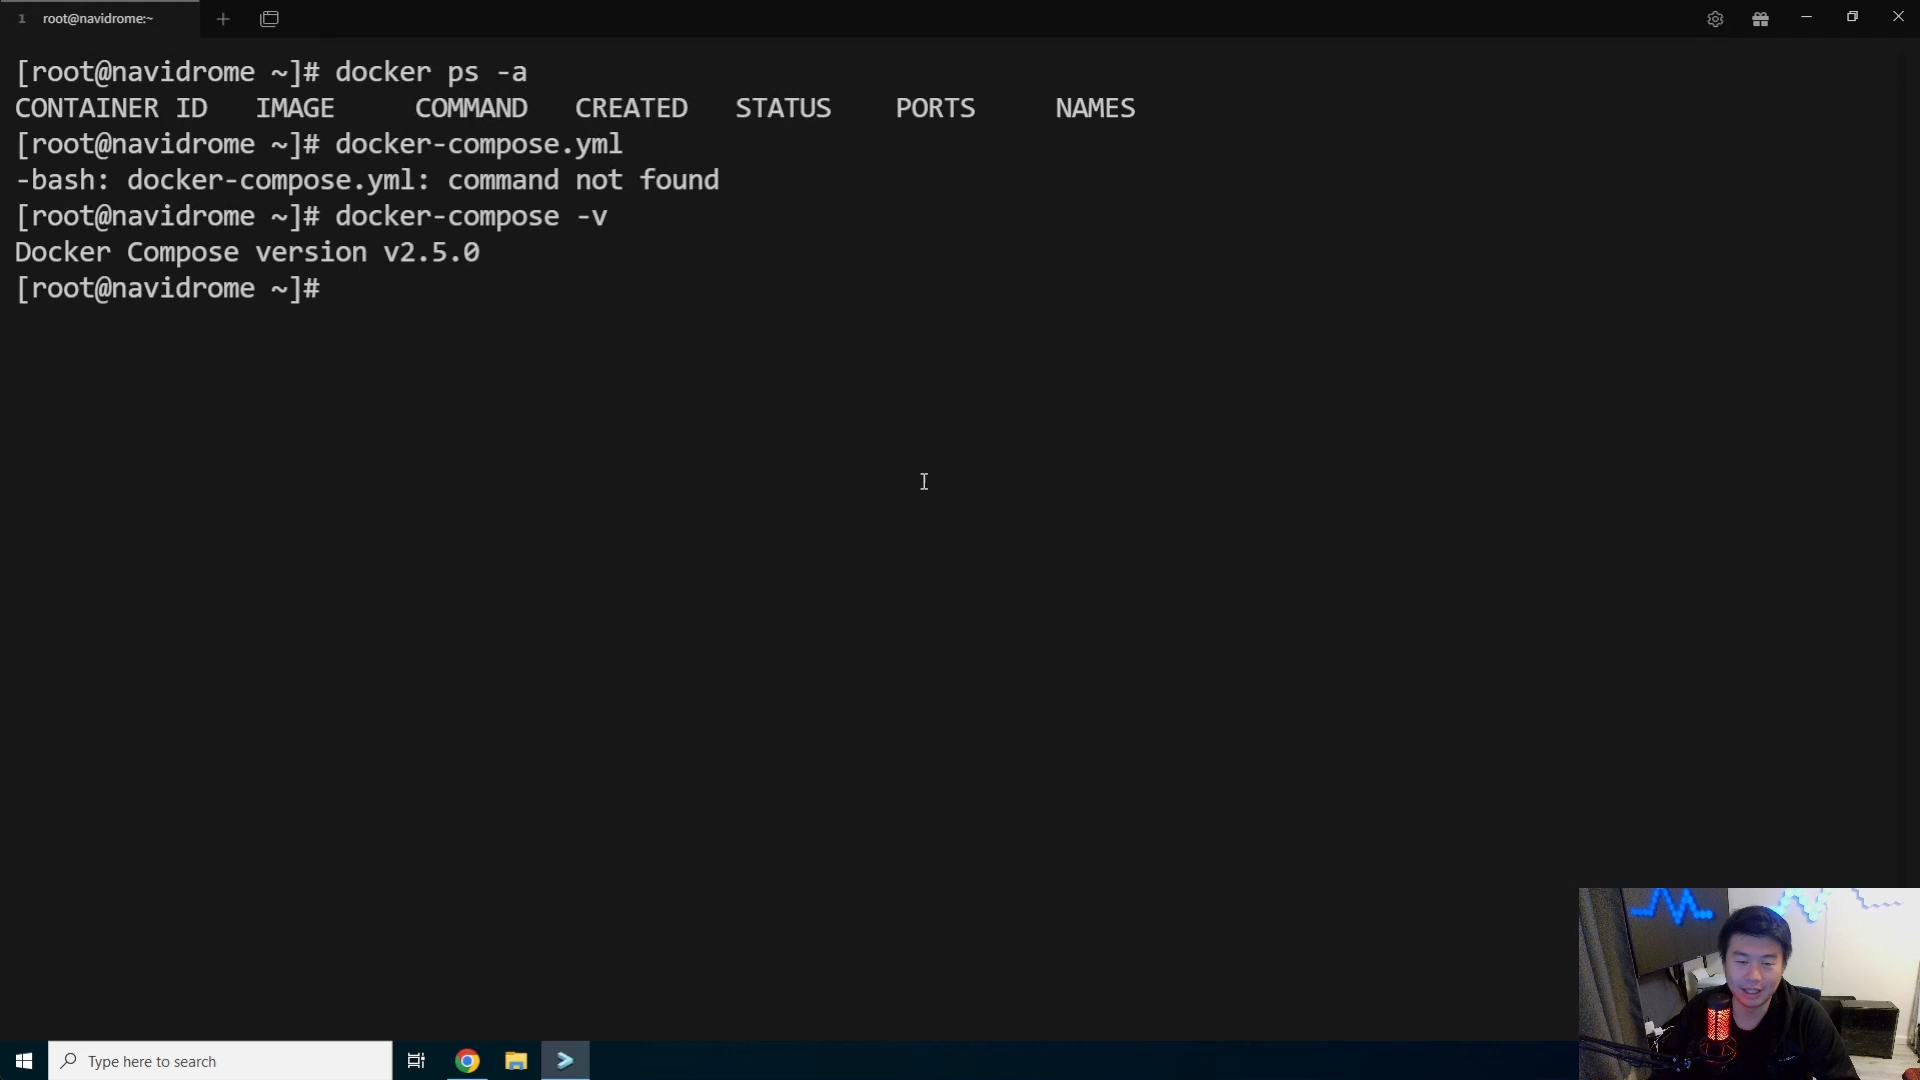 1 root@navidrome:~
[root@navidrome ~]# docker ps -a
CONTAINER ID IMAGE COMMAND CREATED STATUS PORTS NAMES
[root@navidrome ~]# docker-compose.yml
-bash: docker-compose.yml: command not found
[root@navidrome ~]# docker-compose -v
Docker Compose version v2.5.0
[root@navidrome ~]#
Type here to search